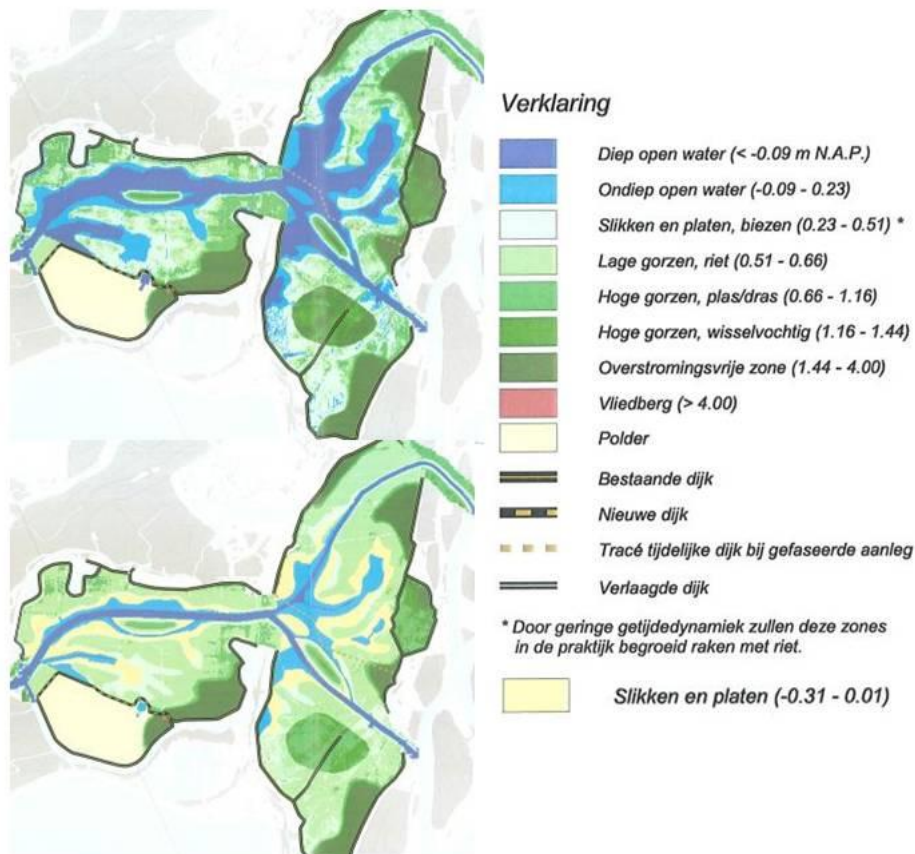 Verklaring
Diep open water (< -0.09 m N.A.P.)
Ondiep open water (-0.09 - 0.23)
Slikken en platen, biezen (0.23 - 0.51) *
Lage gorzen, riet (0.51 - 0.66)
Hoge gorzen, plas/dras (0.66 - 1.16)
Hoge gorzen, wisselvochtig (1.16 - 1.44)
Overstromingsvrije zone (1.44 - 4.00)
Vliedberg (> 4.00)
Polder
Bestaande dijk
Nieuwe dijk
Tracé tijdelijke dijk bij gefaseerde aanleg
Verlaagde dijk
* Door geringe getijdedynamiek zullen deze zones
in de praktijk begroeid raken met riet.
Slikken en platen (-0.31 - 0.01)